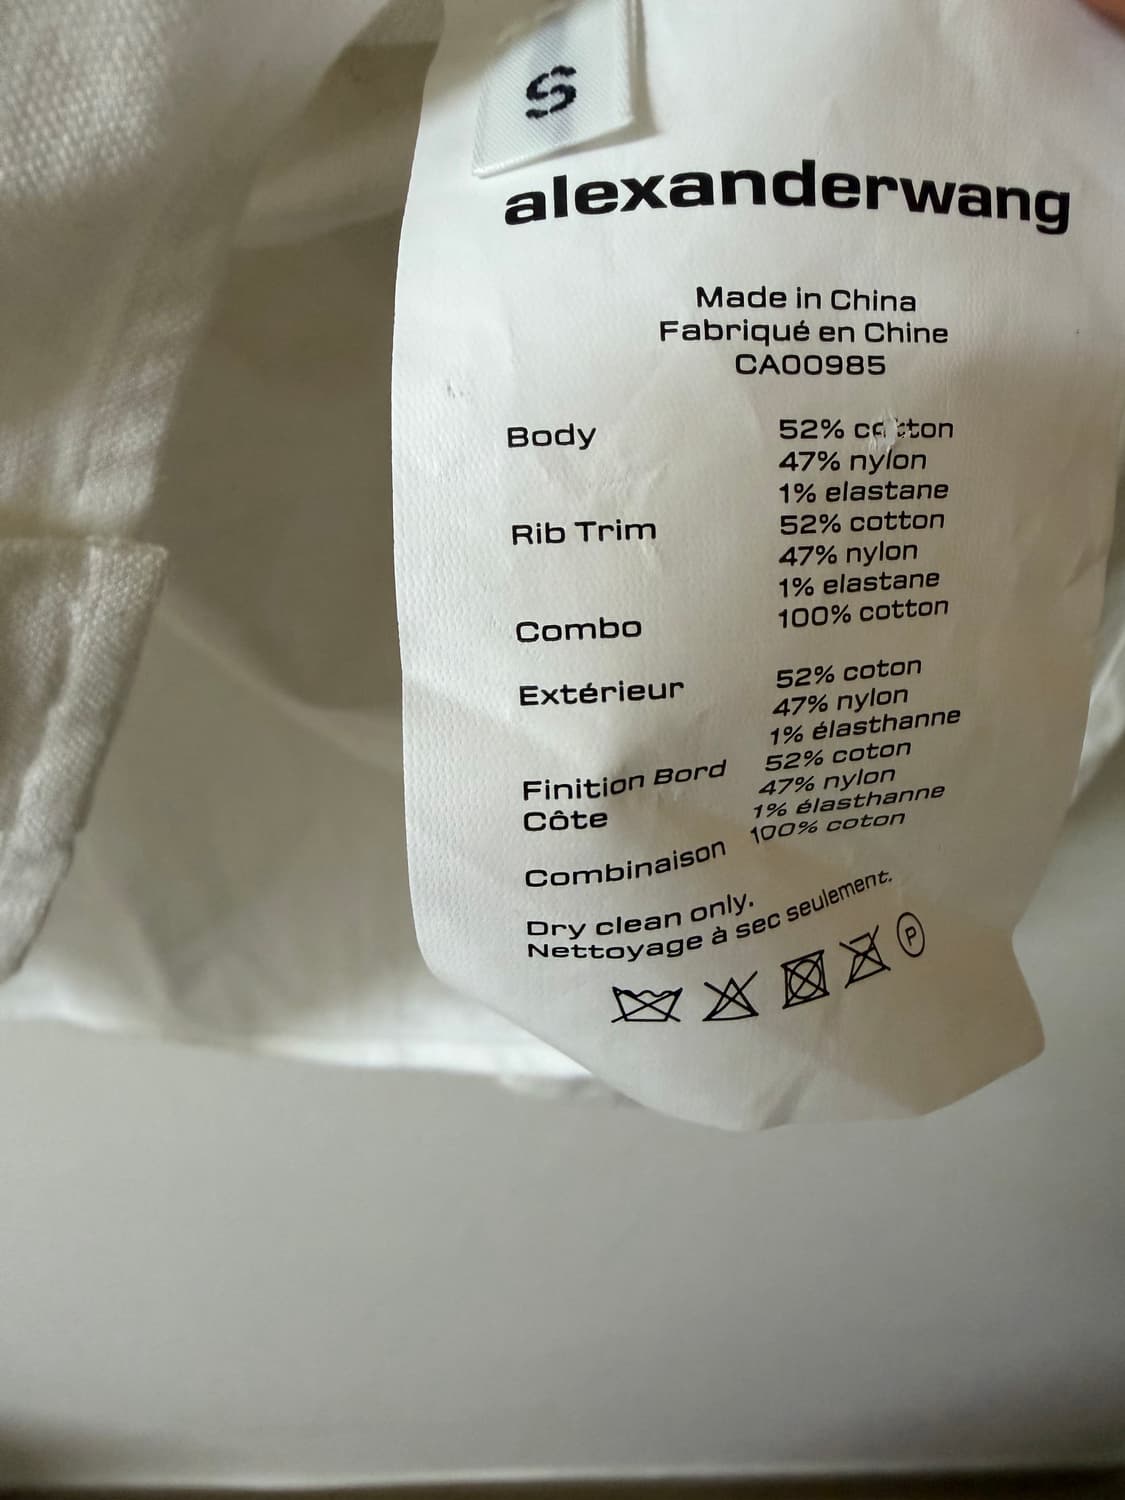 S
alexanderwang
Made in China
Fabriqué en Chine
CA00985
Body 52% cotton
47% nylon
1% elastane
Rib Trim 52% cotton
47% nylon
1% elastane
Combo 100% cotton
Extérieur 52% coton
47% nylon
1% élasthanne
Finition Bord 52% coton
Côte 47% nylon
1% élasthanne
Combinaison 100% coton
Dry clean only.
Nettoyage à sec seulement.
P